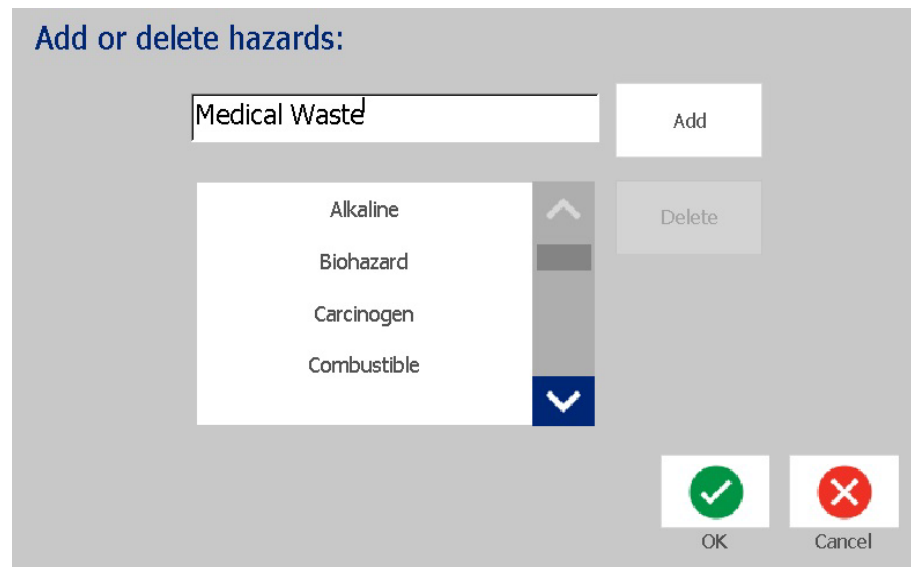 Add or delete hazards:
Medical Waste
Add
Alkaline
Delete
Biohazard
Carcinogen
Combustible
OK
Cancel